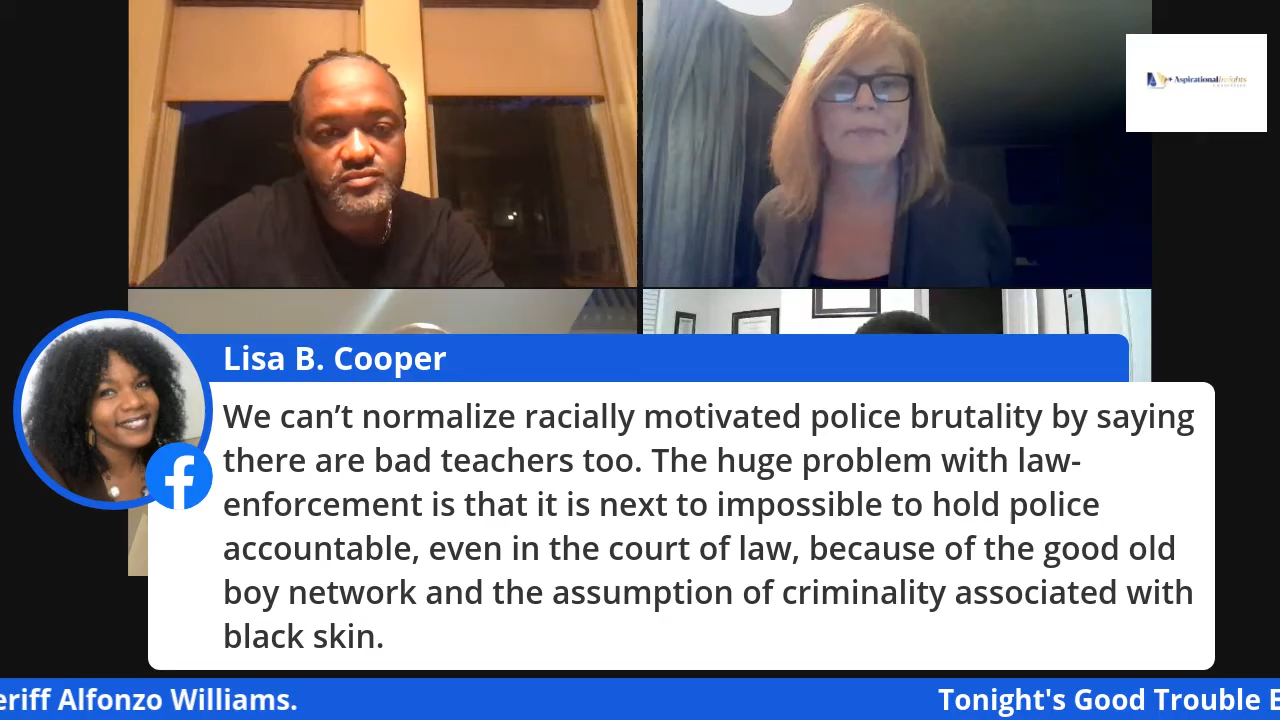 AspirationalInsights
Lisa B. Cooper
We can’t normalize racially motivated police brutality by saying
there are bad teachers too. The huge problem with law-
enforcement is that it is next to impossible to hold police
accountable, even in the court of law, because of the good old
boy network and the assumption of criminality associated with
black skin.
eriff Alfonzo Williams.
Tonight's Good Trouble E